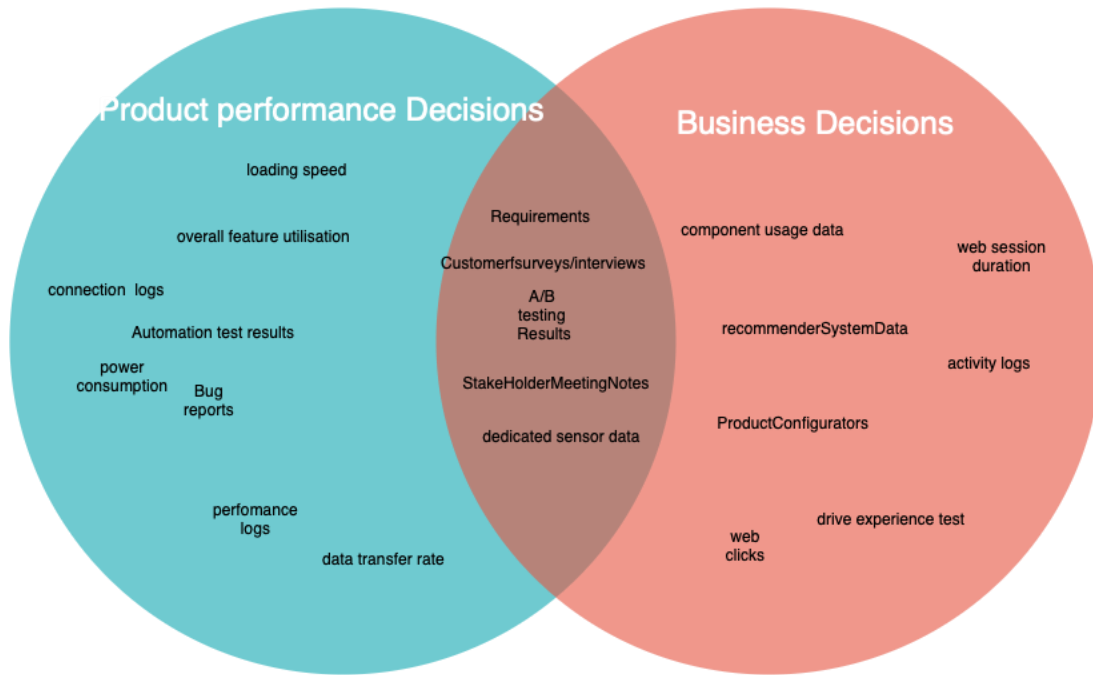 Product performance Decisions
loading speed
overall feature utilisation
connection  logs
Automation test results
power
consumption
Bug
reports
perfomance
logs
data transfer rate
Requirements
Customerfsurveys/interviews
A/B
testing
Results
StakeHolderMeetingNotes
dedicated sensor data
Business Decisions
component usage data
web session
duration
recommenderSystemData
activity logs
ProductConfigurators
drive experience test
web
clicks